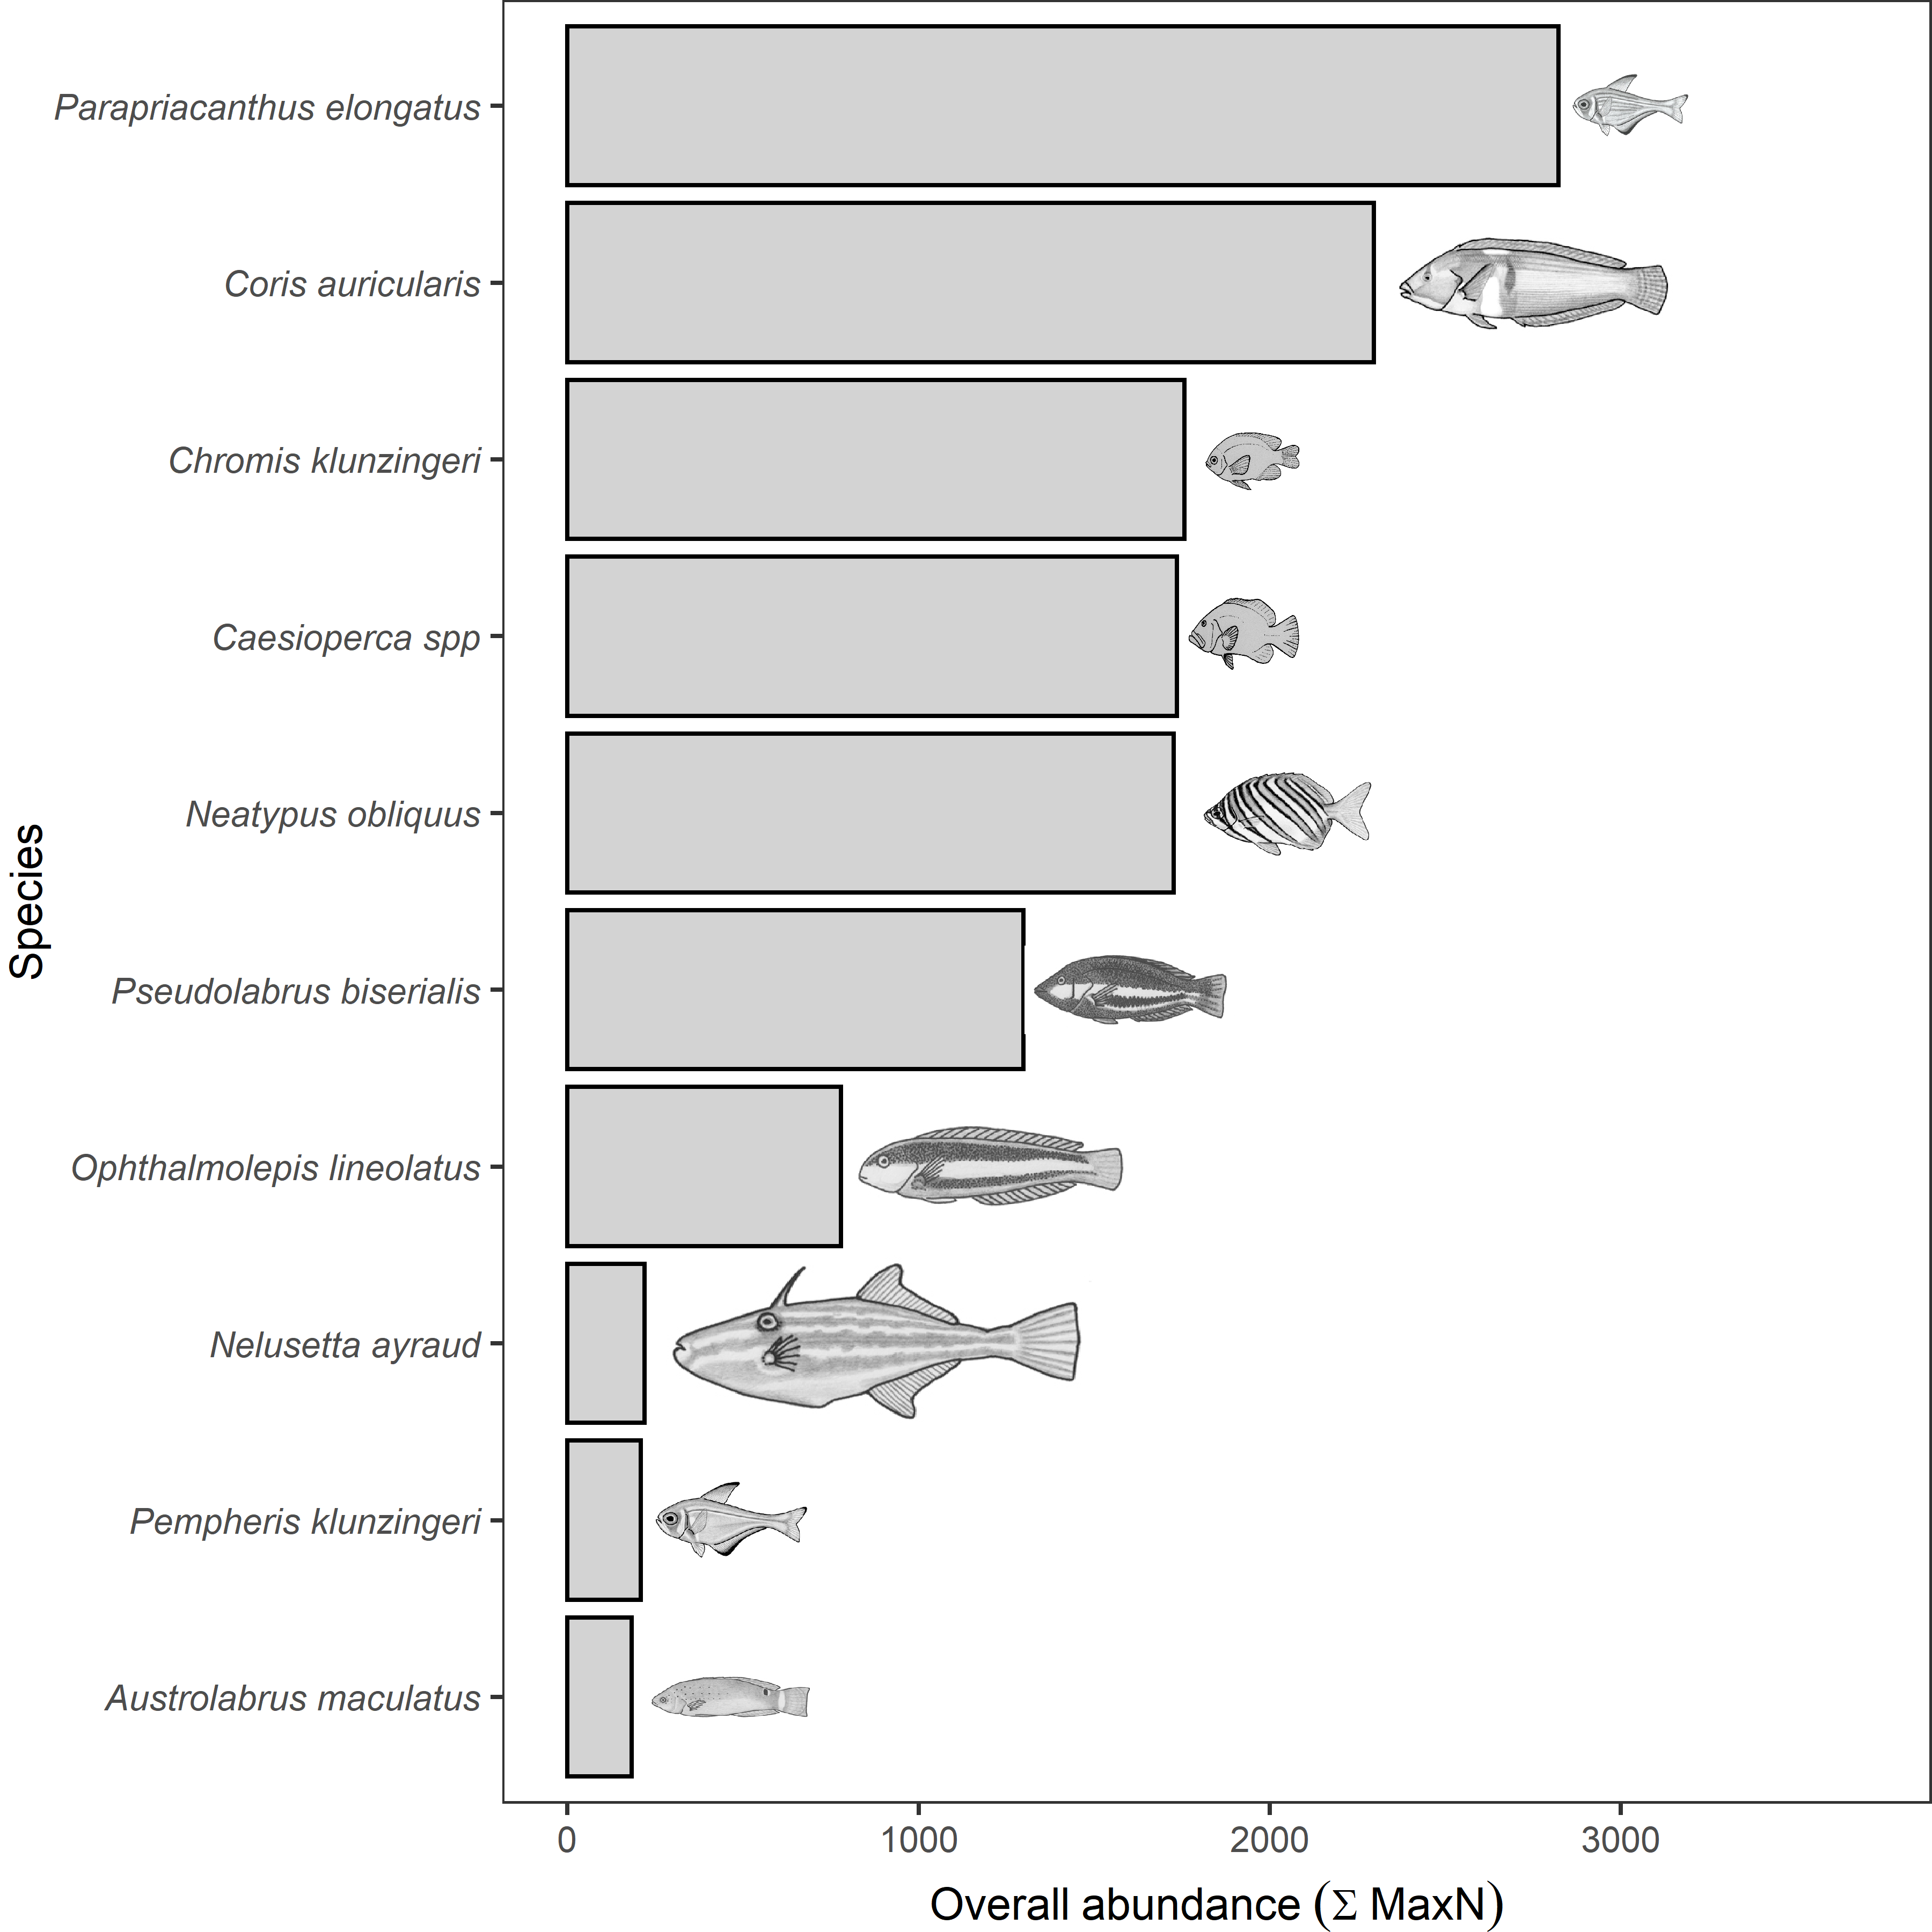 Parapriacanthus elongatus
Coris auricularis
Chromis klunzingeri
Caesioperca spp
Neatypus obliquus
Pseudolabrus biserialis
Ophthalmolepis lineolatus
Nelusetta ayraud
Pempheris klunzingeri
Austrolabrus maculatus
Species
0 1000 2000 3000
Overall abundance (Σ MaxN)